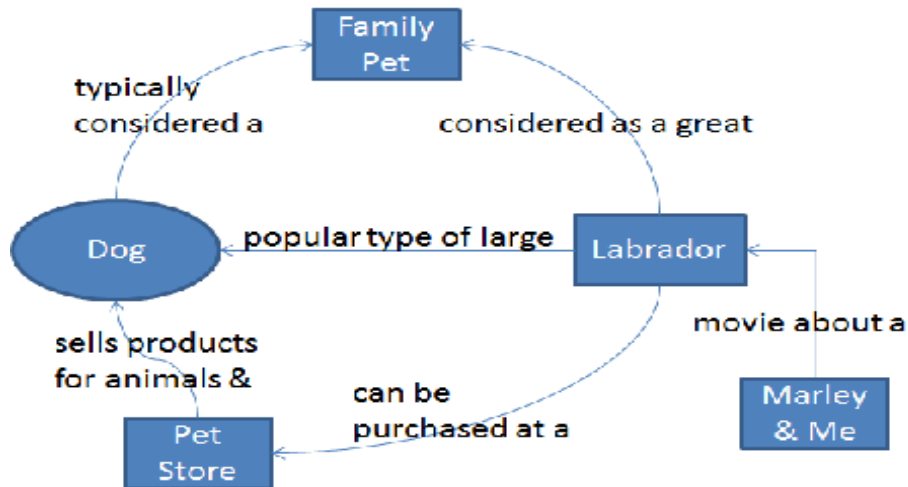 Family
Pet
typically
considered a
considered as a great
Dog
popular type of large
Labrador
sells products
for animals &
movie about a
can be
purchased at a
Pet
Store
Marley
& Me